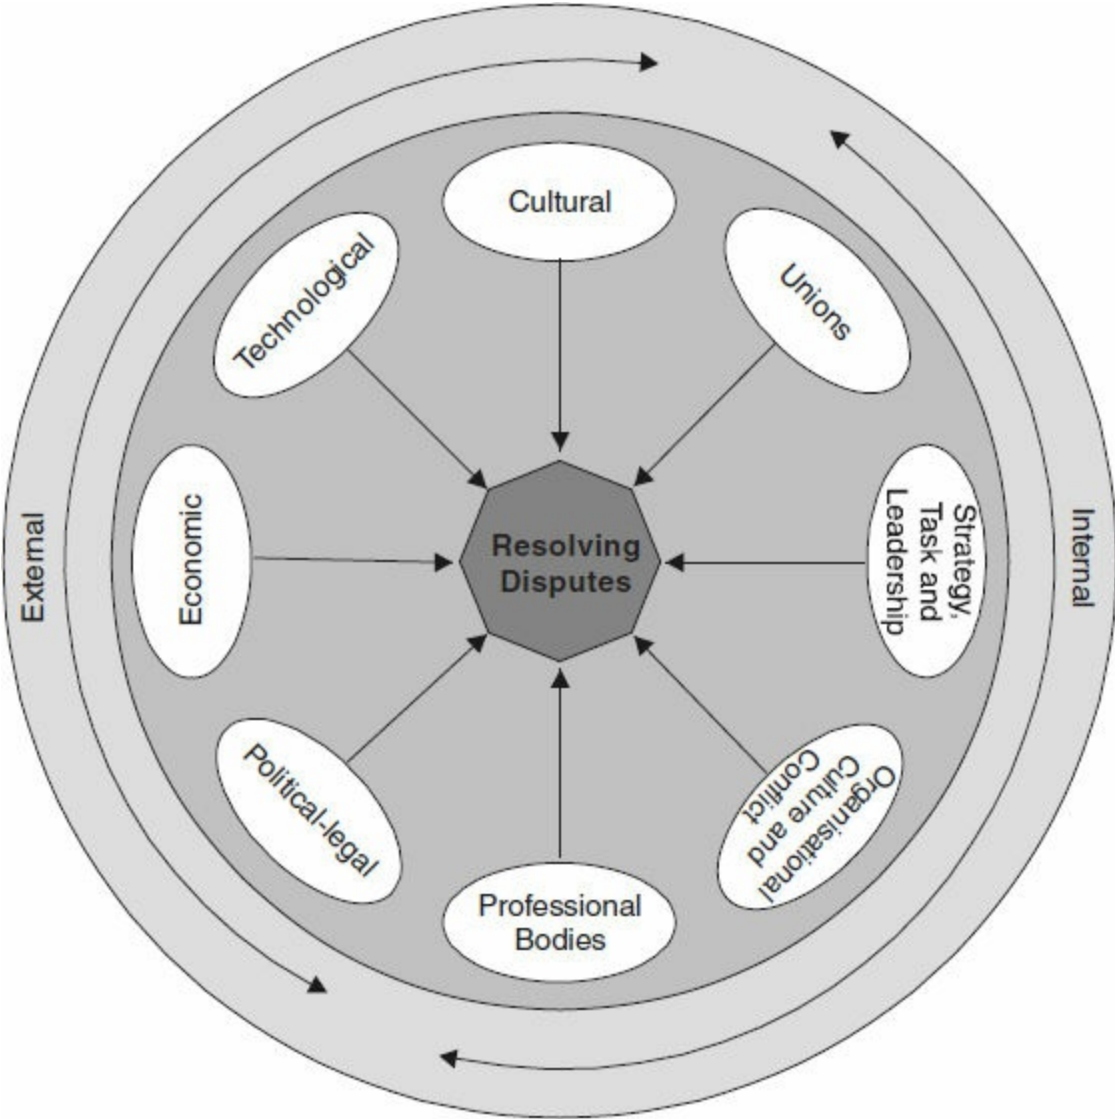 Cultural
Technological
Unions
External
Economic
Resolving
Disputes
Strategy,
Task and
Leadership
Internal
Political-legal
Organisational
Culture and
Conflict
Professional
Bodies